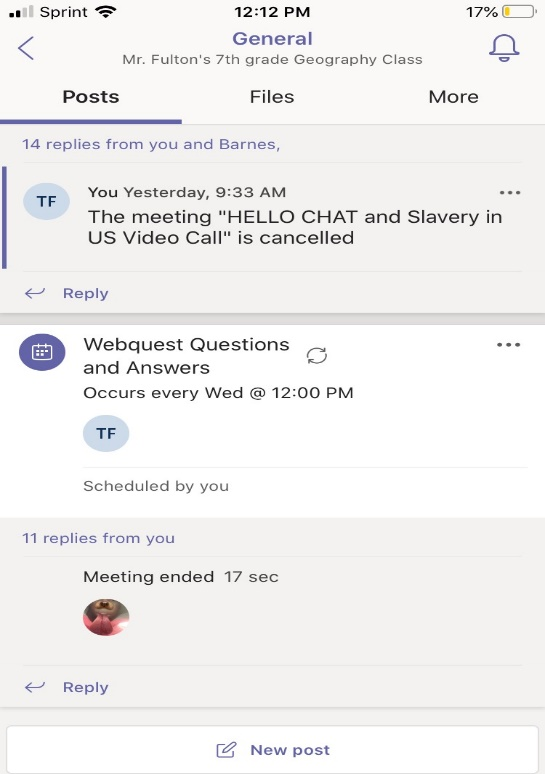 Sprint 12:12 PM 17%
General
Mr. Fulton's 7th grade Geography Class
Posts Files More
14 replies from you and Barnes,
TF
You Yesterday, 9:33 AM
The meeting "HELLO CHAT and Slavery in
US Video Call" is cancelled
Reply
Webquest Questions
and Answers
Occurs every Wed @ 12:00 PM
TF
Scheduled by you
11 replies from you
Meeting ended 17 sec
Reply
New post